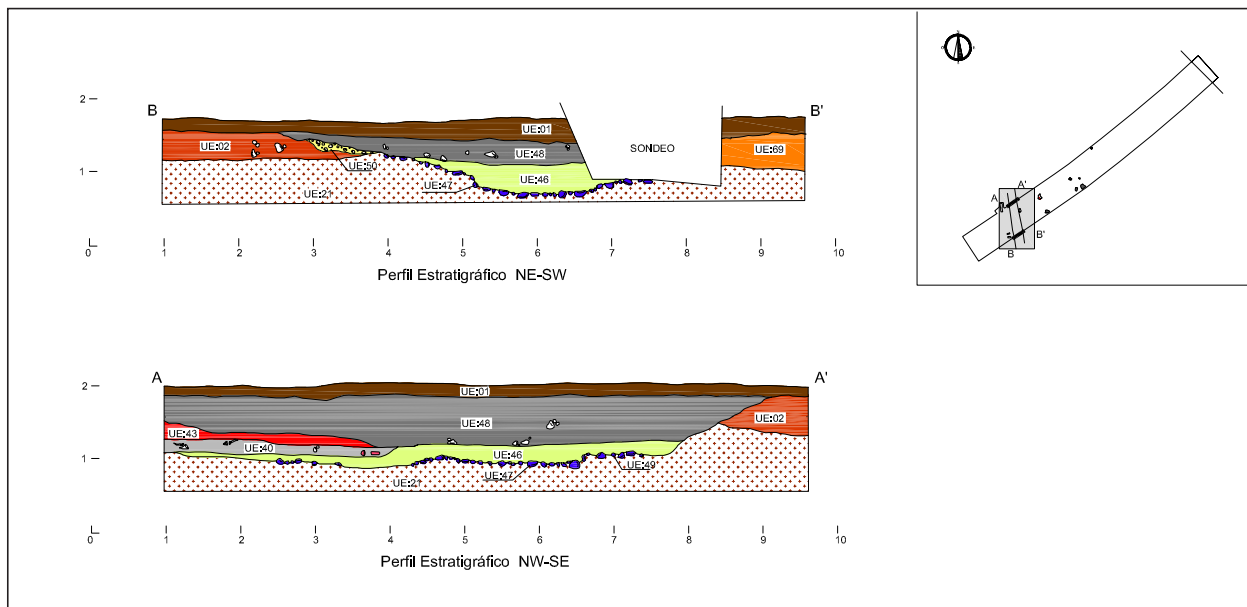 2
B
B'
UE:01
UE:02
UE:48
SONDEO
UE:69
UE:50
1
UE:46
UE:47
UE:21
0
1 2 3 4 5 6 7 8 9 10
Perfil Estratigráfico NE-SW
A
A'
2
UE:01
UE:48
UE:02
UE:43
UE:40
1
UE:46
UE:49
UE:47
UE:21
0
1 2 3 4 5 6 7 8 9 10
Perfil Estratigráfico NW-SE
A'
A
B'
B